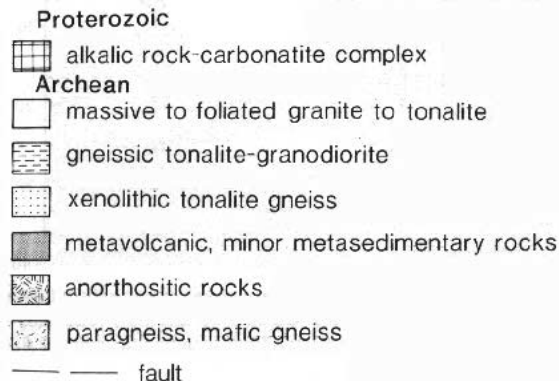 Proterozoic
alkalic rock-carbonatite complex
Archean
massive to foliated granite to tonalite
gneissic tonalite-granodiorite
xenolithic tonalite gneiss
metavolcanic, minor metasedimentary rocks
anorthositic rocks
paragneiss, mafic gneiss
fault